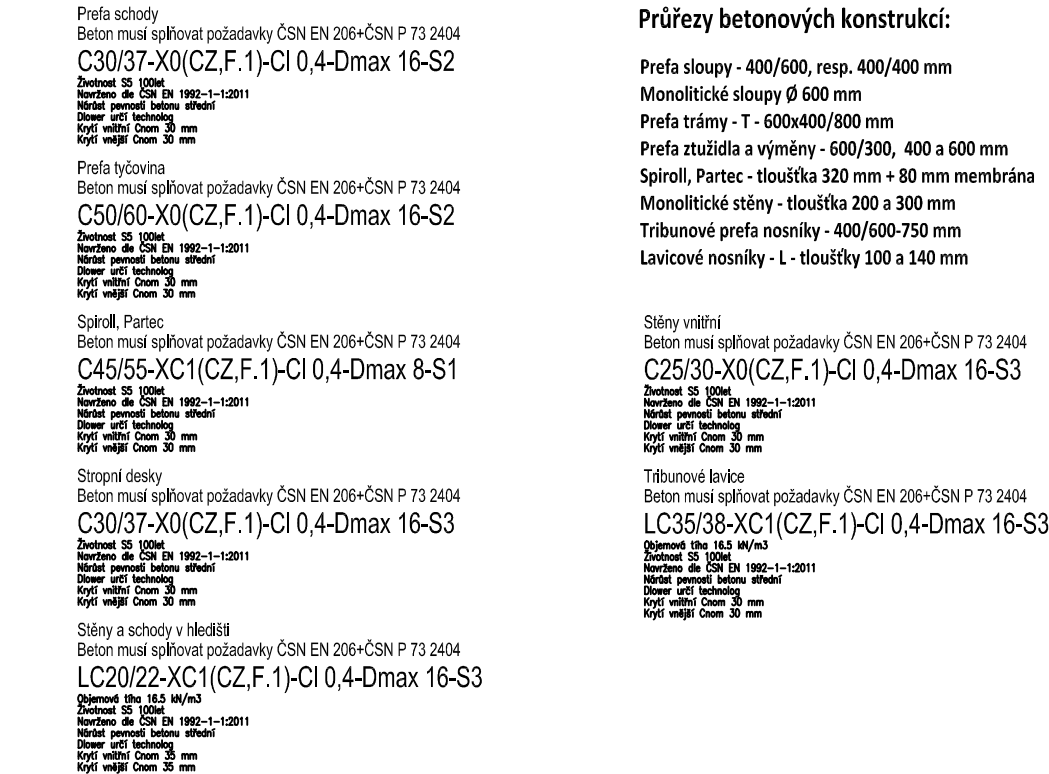 Prefa schody
Beton musí splňovat požadavky ČSN EN 206+ČSN P 73 2404
C30/37-X0(CZ,F.1)-Cl 0,4-Dmax 16-S2
Životnost S5 100let
Navrženo dle ČSN EN 1992-1-1:2011
Nárůst pevnosti betonu střední
Dlower určí technolog
Krytí vnitřní Cnom 30 mm
Krytí vnější Cnom 30 mm
Prefa tyčovina
Beton musí splňovat požadavky ČSN EN 206+ČSN P 73 2404
C50/60-X0(CZ,F.1)-Cl 0,4-Dmax 16-S2
Životnost S5 100let
Navrženo dle ČSN EN 1992-1-1:2011
Nárůst pevnosti betonu střední
Dlower určí technolog
Krytí vnitřní Cnom 30 mm
Krytí vnější Cnom 30 mm
Spiroll, Partec
Beton musí splňovat požadavky ČSN EN 206+ČSN P 73 2404
C45/55-XC1(CZ,F.1)-Cl 0,4-Dmax 8-S1
Životnost S5 100let
Navrženo dle ČSN EN 1992-1-1:2011
Nárůst pevnosti betonu střední
Dlower určí technolog
Krytí vnitřní Cnom 30 mm
Krytí vnější Cnom 30 mm
Stropní desky
Beton musí splňovat požadavky ČSN EN 206+ČSN P 73 2404
C30/37-X0(CZ,F.1)-Cl 0,4-Dmax 16-S3
Životnost S5 100let
Navrženo dle ČSN EN 1992-1-1:2011
Nárůst pevnosti betonu střední
Dlower určí technolog
Krytí vnitřní Cnom 30 mm
Krytí vnější Cnom 30 mm
Stěny a schody v hledišti
Beton musí splňovat požadavky ČSN EN 206+ČSN P 73 2404
LC20/22-XC1(CZ,F.1)-Cl 0,4-Dmax 16-S3
Objemová tíha 16.5 kN/m3
Životnost S5 100let
Navrženo dle ČSN EN 1992-1-1:2011
Nárůst pevnosti betonu střední
Dlower určí technolog
Krytí vnitřní Cnom 35 mm
Krytí vnější Cnom 35 mm
Průřezy betonových konstrukcí:
Prefa sloupy - 400/600, resp. 400/400 mm
Monolitické sloupy Ø 600 mm
Prefa trámy - T - 600x400/800 mm
Prefa ztužidla a výměny - 600/300, 400 a 600 mm
Spiroll, Partec - tloušťka 320 mm + 80 mm membrána
Monolitické stěny - tloušťka 200 a 300 mm
Tribunové prefa nosníky - 400/600-750 mm
Lavicové nosníky - L - tloušťky 100 a 140 mm
Stěny vnitřní
Beton musí splňovat požadavky ČSN EN 206+ČSN P 73 2404
C25/30-X0(CZ,F.1)-Cl 0,4-Dmax 16-S3
Životnost S5 100let
Navrženo dle ČSN EN 1992-1-1:2011
Nárůst pevnosti betonu střední
Dlower určí technolog
Krytí vnitřní Cnom 30 mm
Krytí vnější Cnom 30 mm
Tribunové lavice
Beton musí splňovat požadavky ČSN EN 206+ČSN P 73 2404
LC35/38-XC1(CZ,F.1)-Cl 0,4-Dmax 16-S3
Objemová tíha 16.5 kN/m3
Životnost S5 100let
Navrženo dle ČSN EN 1992-1-1:2011
Nárůst pevnosti betonu střední
Dlower určí technolog
Krytí vnitřní Cnom 30 mm
Krytí vnější Cnom 30 mm